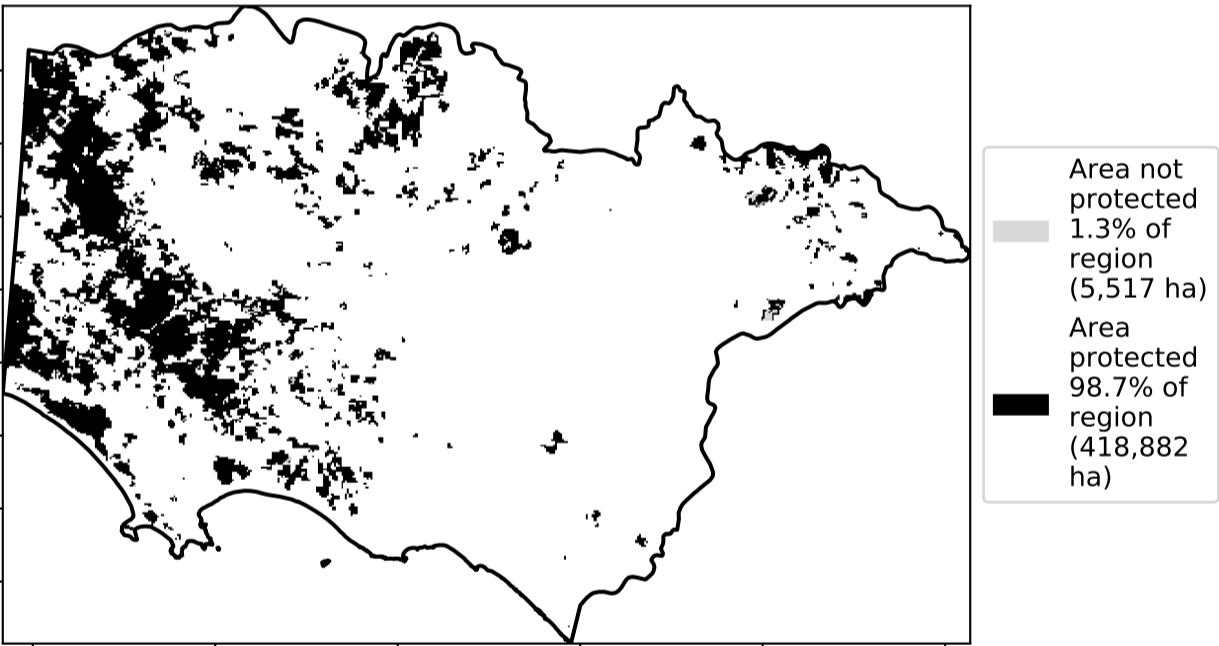 Area not
protected
1.3% of
region
(5,517 ha)
Area
protected
98.7% of
region
(418,882
ha)